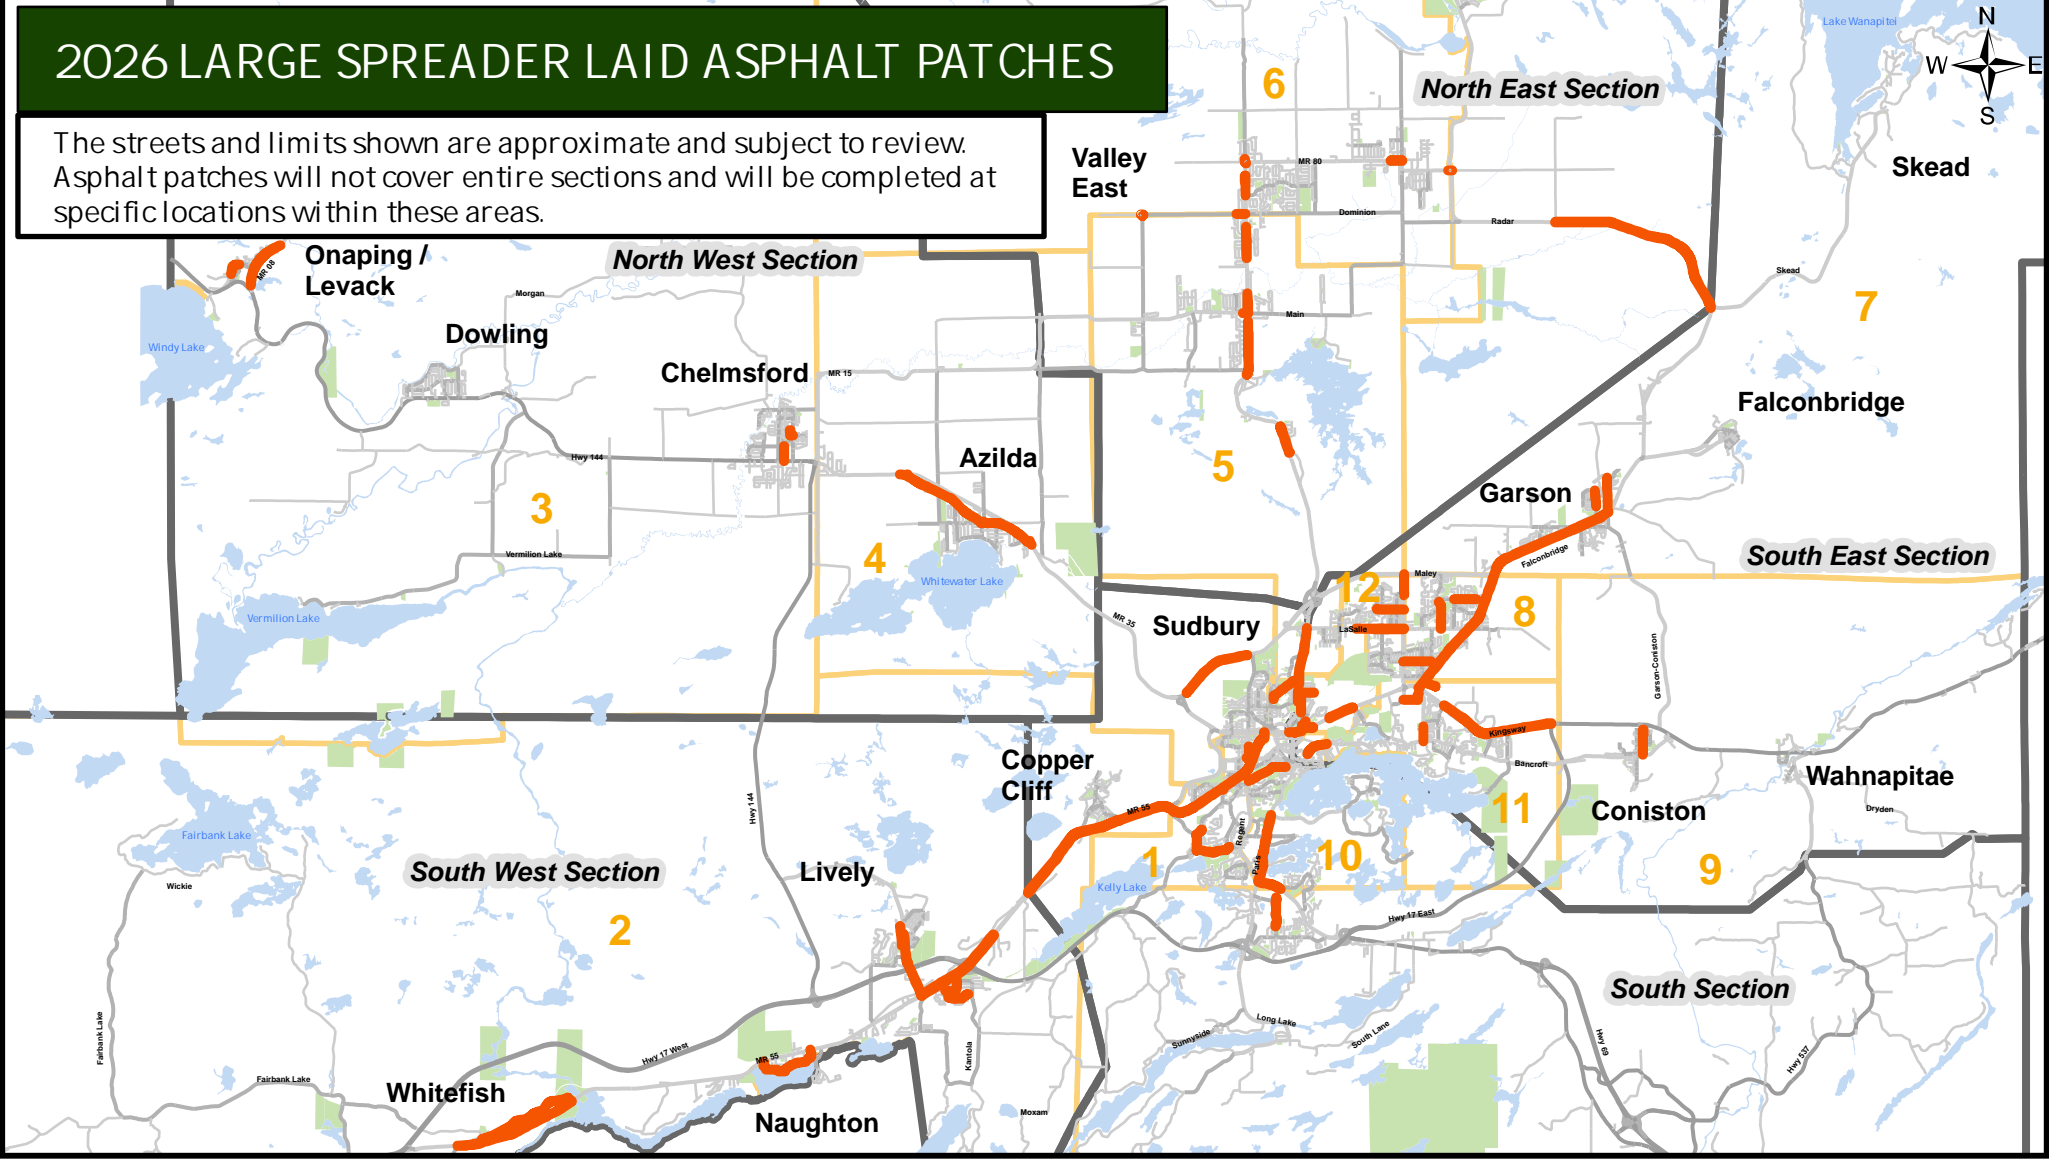 2026 LARGE SPREADER LAID ASPHALT PATCHES
The streets and limits shown are approximate and subject to review.
Asphalt patches will not cover entire sections and will be completed at
specific locations within these areas.
Lake Wanapitei
N
W
E
S
6
North East Section
Skead
Valley
East
MR 80
Dominion
Radar
Skead
7
Onaping /
Levack
MR 08
North West Section
Morgan
Dowling
Windy Lake
Main
Chelmsford
MR 15
Falconbridge
Hwy 144
Azilda
5
Garson
3
4
Vermilion Lake
Falconbridge
South East Section
Whitewater Lake
12
Maley
8
Vermilion Lake
MR 35
Sudbury
LaSalle
Garson-Coniston
Kingsway
Copper
Cliff
Bancroft
Wahnapitae
Hwy 144
MR 55
11
Coniston
Dryden
Fairbank Lake
Regent
Paris
10
1
9
South West Section
Lively
Wickie
Kelly Lake
Hwy 17 East
2
South Section
Fairbank Lake
Long Lake
Sunnyside
South Lane
Hwy 69
Hwy 537
Hwy 17 West
MR 55
Kantola
Fairbank Lake
Whitefish
Naughton
Moxam